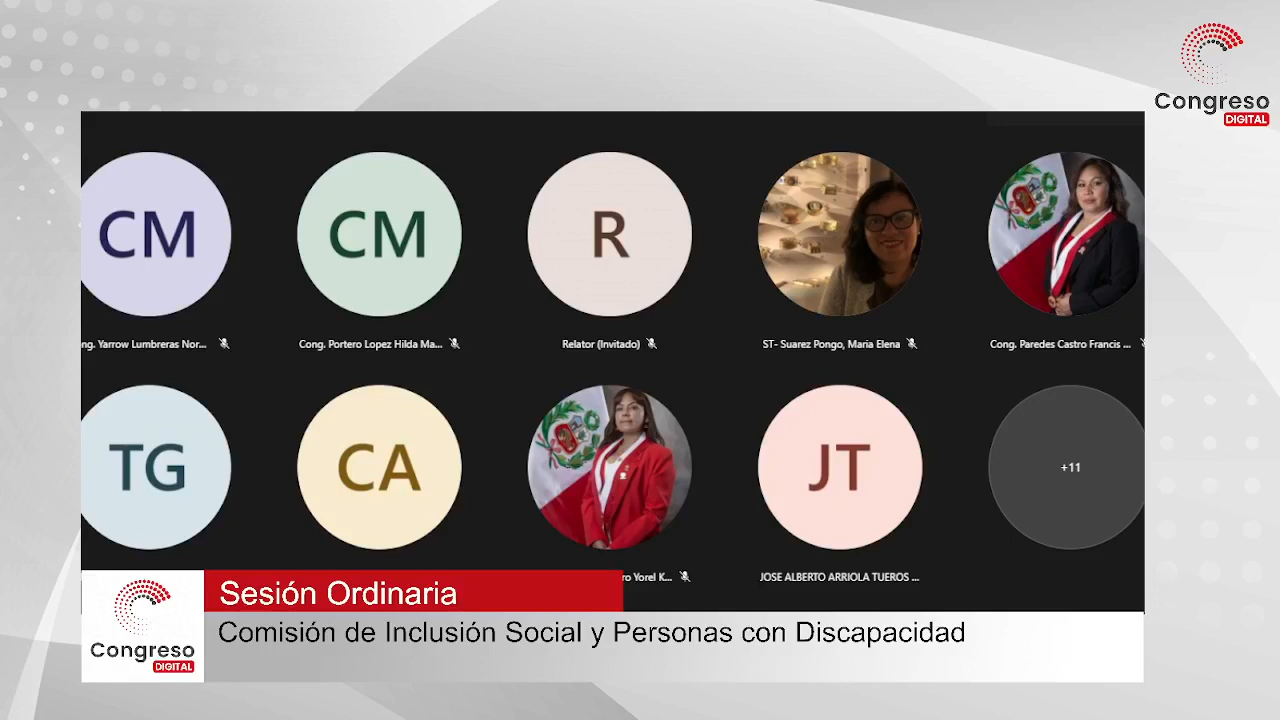 Congreso
DIGITAL
CM
CM
R
ng. Yarrow Lumbreras Nor...
Cong. Portero Lopez Hilda Ma...
Relator (Invitado)
ST- Suarez Pongo, Maria Elena
Cong. Paredes Castro Francis ...
TG
CA
JT
+11
ro Yorel K...
JOSE ALBERTO ARRIOLA TUEROS ...
Congreso
DIGITAL
Sesión Ordinaria
Comisión de Inclusión Social y Personas con Discapacidad